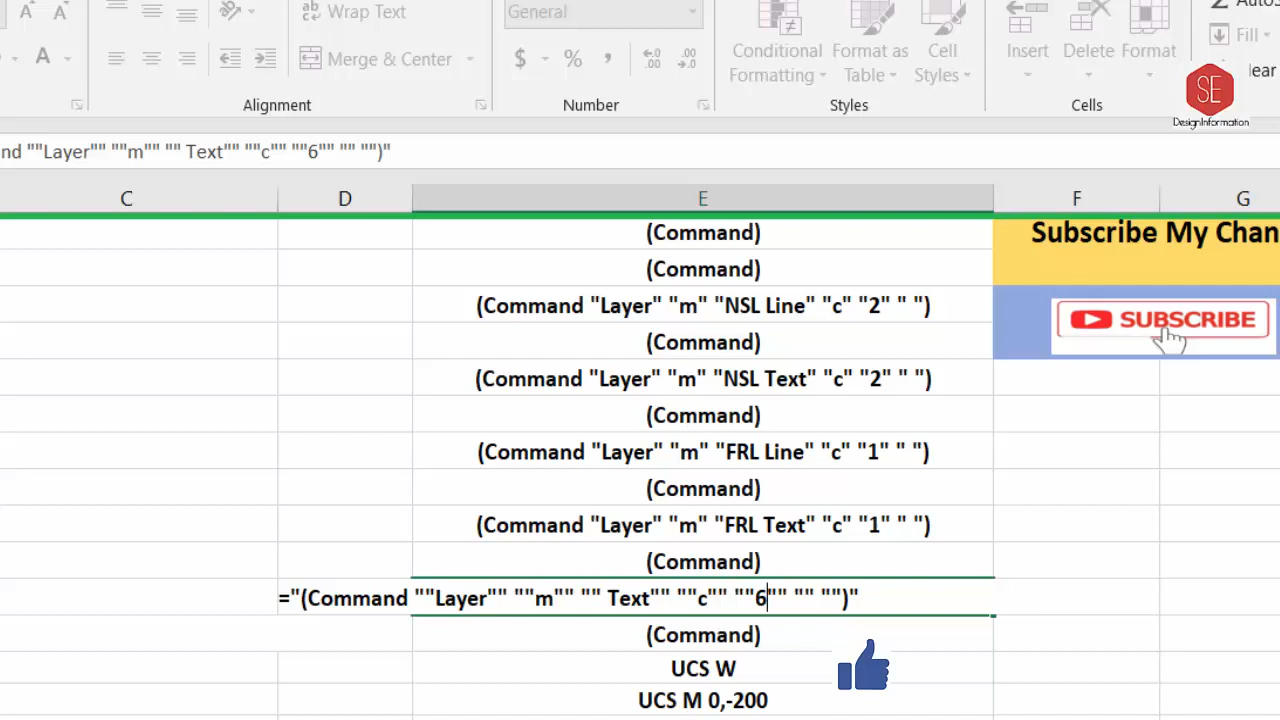 Wrap Text
General
AutoS
Merge & Center
$ % ,
Conditional Formatting
Format as Table
Cell Styles
Insert
Delete
Format
Fill
lear
Alignment
Number
Styles
Cells
SE
DesignInformation
nd ""Layer"" ""m"" "" Text"" ""c"" ""6"" "" "")"
C D E F G
(Command)
Subscribe My Chan
(Command)
(Command "Layer" "m" "NSL Line" "c" "2" " ")
SUBSCRIBE
(Command)
(Command "Layer" "m" "NSL Text" "c" "2" " ")
(Command)
(Command "Layer" "m" "FRL Line" "c" "1" " ")
(Command)
(Command "Layer" "m" "FRL Text" "c" "1" " ")
(Command)
="(Command ""Layer"" ""m"" "" Text"" ""c"" ""6"" "" "")"
(Command)
UCS W
UCS M 0,-200